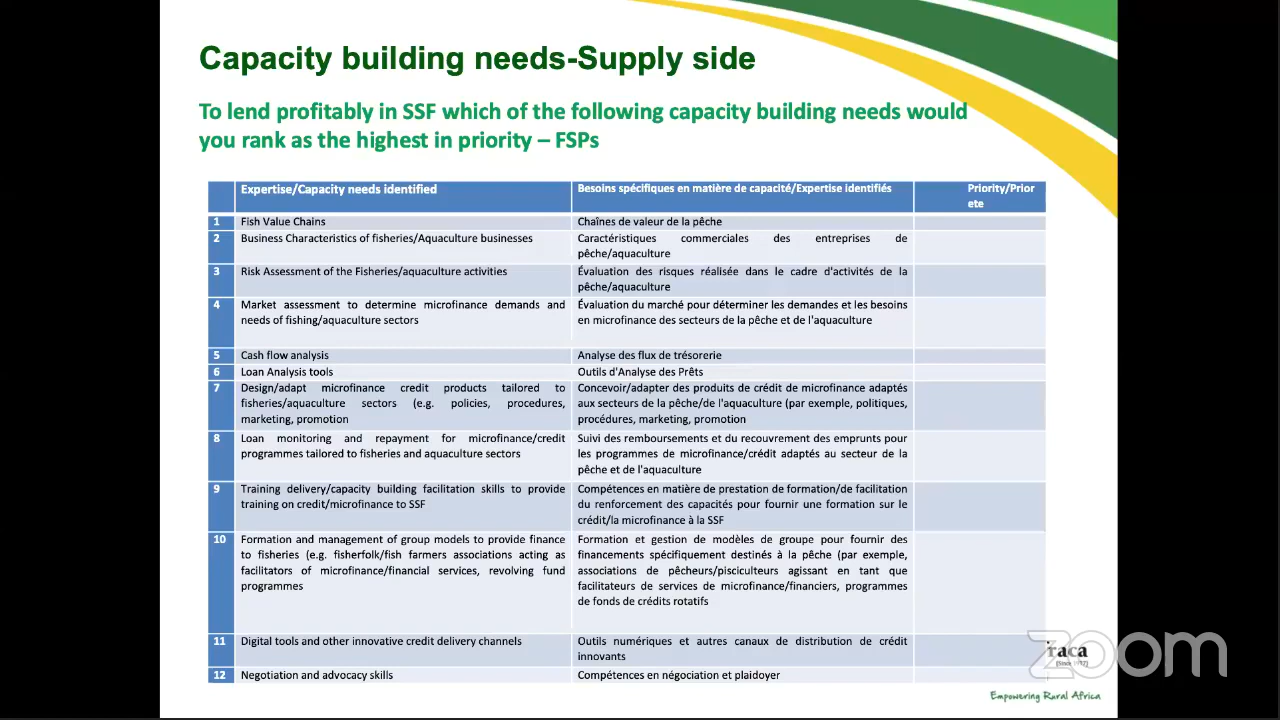 Capacity building needs-Supply side
To lend profitably in SSF which of the following capacity building needs would
you rank as the highest in priority – FSPs
Expertise/Capacity needs identified
Besoins spécifiques en matière de capacité/Expertise identifiés
Priority/Prior
ete
1
Fish Value Chains
Chaînes de valeur de la pêche
2
Business Characteristics of fisheries/Aquaculture businesses
Caractéristiques commerciales des entreprises de
pêche/aquaculture
3
Risk Assessment of the Fisheries/aquaculture activities
Évaluation des risques réalisée dans le cadre d'activités de la
pêche/aquaculture
4
Market assessment to determine microfinance demands and
needs of fishing/aquaculture sectors
Évaluation du marché pour déterminer les demandes et les besoins
en microfinance des secteurs de la pêche et de l'aquaculture
5
Cash flow analysis
Analyse des flux de trésorerie
6
Loan Analysis tools
Outils d'Analyse des Prêts
7
Design/adapt microfinance credit products tailored to
fisheries/aquaculture sectors (e.g. policies, procedures,
marketing, promotion
Concevoir/adapter des produits de crédit de microfinance adaptés
aux secteurs de la pêche/de l'aquaculture (par exemple, politiques,
procédures, marketing, promotion
8
Loan monitoring and repayment for microfinance/credit
programmes tailored to fisheries and aquaculture sectors
Suivi des remboursements et du recouvrement des emprunts pour
les programmes de microfinance/crédit adaptés au secteur de la
pêche et de l'aquaculture
9
Training delivery/capacity building facilitation skills to provide
training on credit/microfinance to SSF
Compétences en matière de prestation de formation/de facilitation
du renforcement des capacités pour fournir une formation sur le
crédit/la microfinance à la SSF
10
Formation and management of group models to provide finance
to fisheries (e.g. fisherfolk/fish farmers associations acting as
facilitators of microfinance/financial services, revolving fund
programmes
Formation et gestion de modèles de groupe pour fournir des
financements spécifiquement destinés à la pêche (par exemple,
associations de pêcheurs/pisciculteurs agissant en tant que
facilitateurs de services de microfinance/financiers, programmes
de fonds de crédits rotatifs
11
Digital tools and other innovative credit delivery channels
Outils numériques et autres canaux de distribution de crédit
innovants
12
Negotiation and advocacy skills
Compétences en négociation et plaidoyer
zoom
raca
(Since 1977)
Empowering Rural Africa